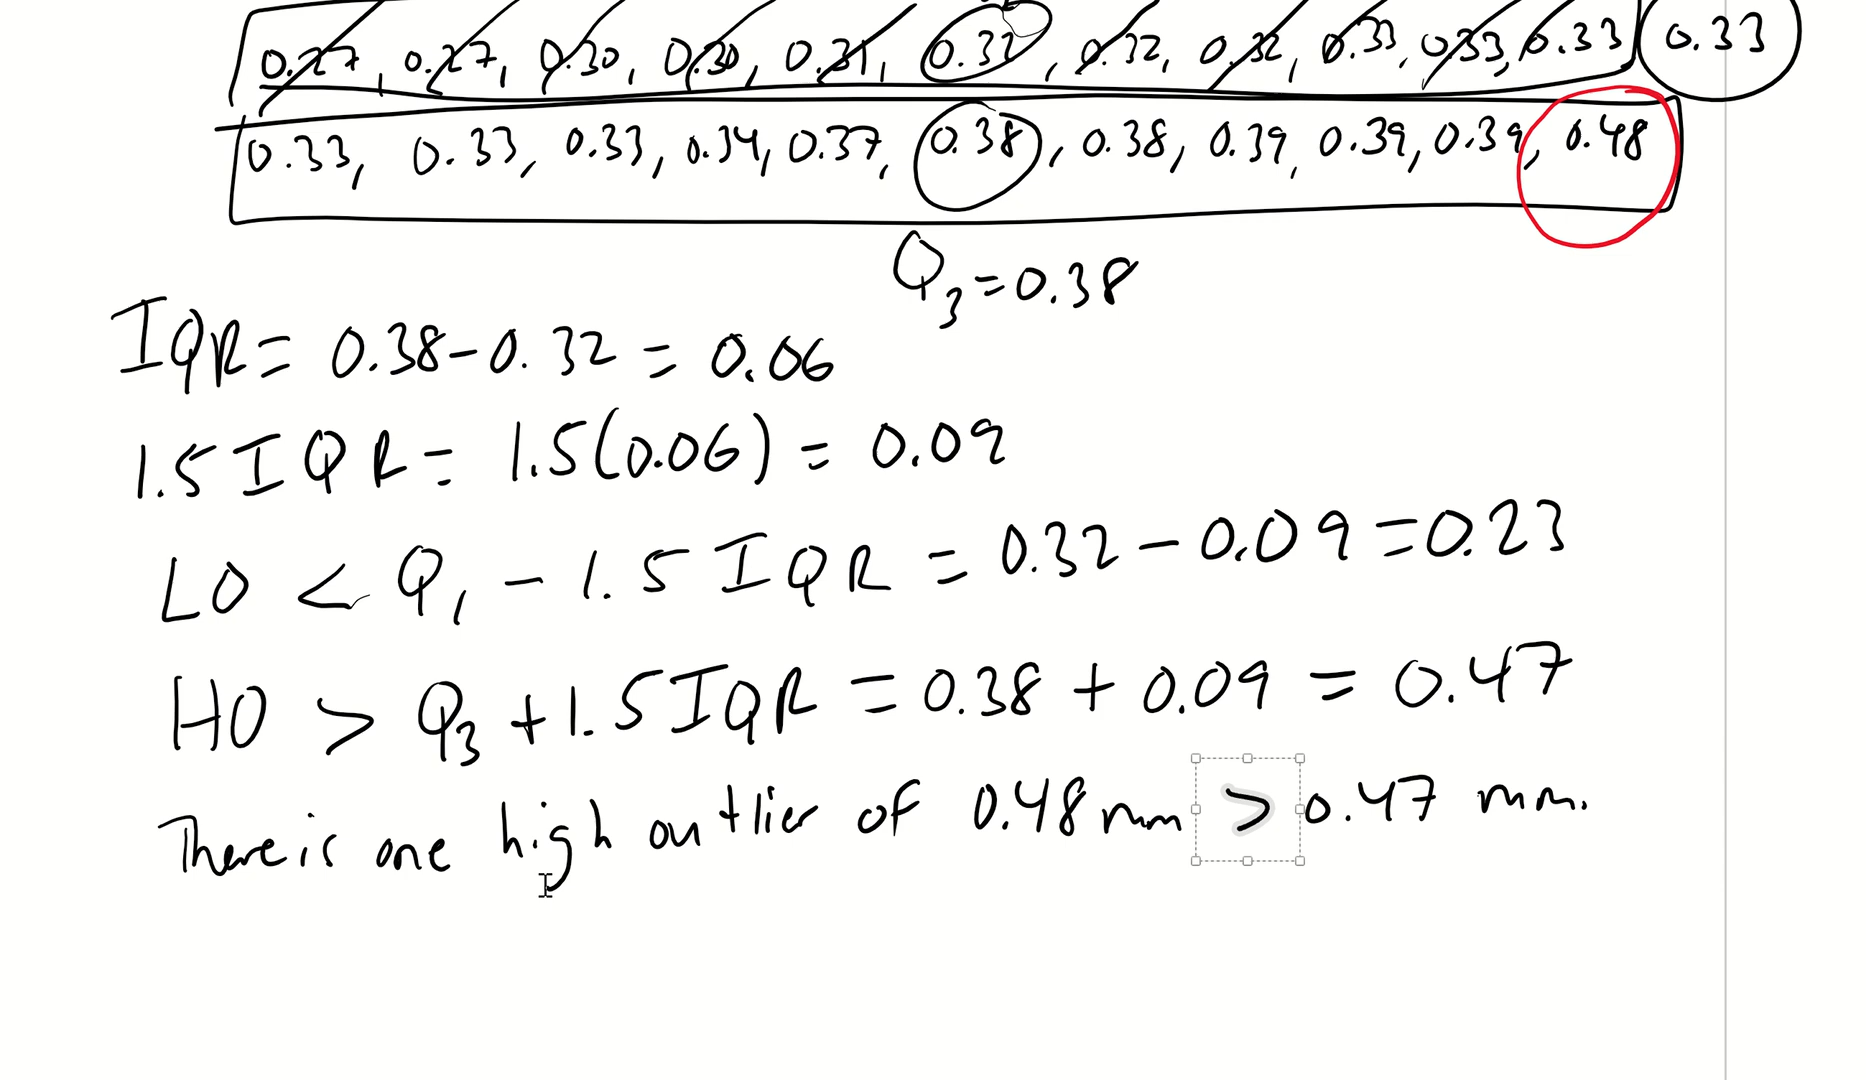 0.27, 0.27, 0.30, 0.30, 0.31, 0.32, 0.32, 0.32, 0.33, 0.33, 0.33 0.33
0.33, 0.33, 0.33, 0.34, 0.37, 0.38, 0.38, 0.39, 0.39, 0.39, 0.48
Q3=0.38
IQR = 0.38-0.32 = 0.06
1.5 IQR = 1.5(0.06) = 0.09
LO < Q1 - 1.5 IQR = 0.32 - 0.09 = 0.23
HO > Q3 + 1.5 IQR = 0.38 + 0.09 = 0.47
There is one high outlier of 0.48 mm > 0.47 mm.